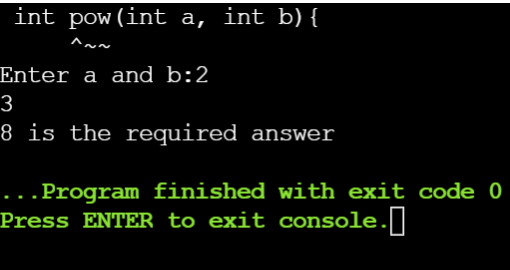 int pow(int a, int b){
^~~
Enter a and b:2
3
8 is the required answer
...Program finished with exit code 0
Press ENTER to exit console.